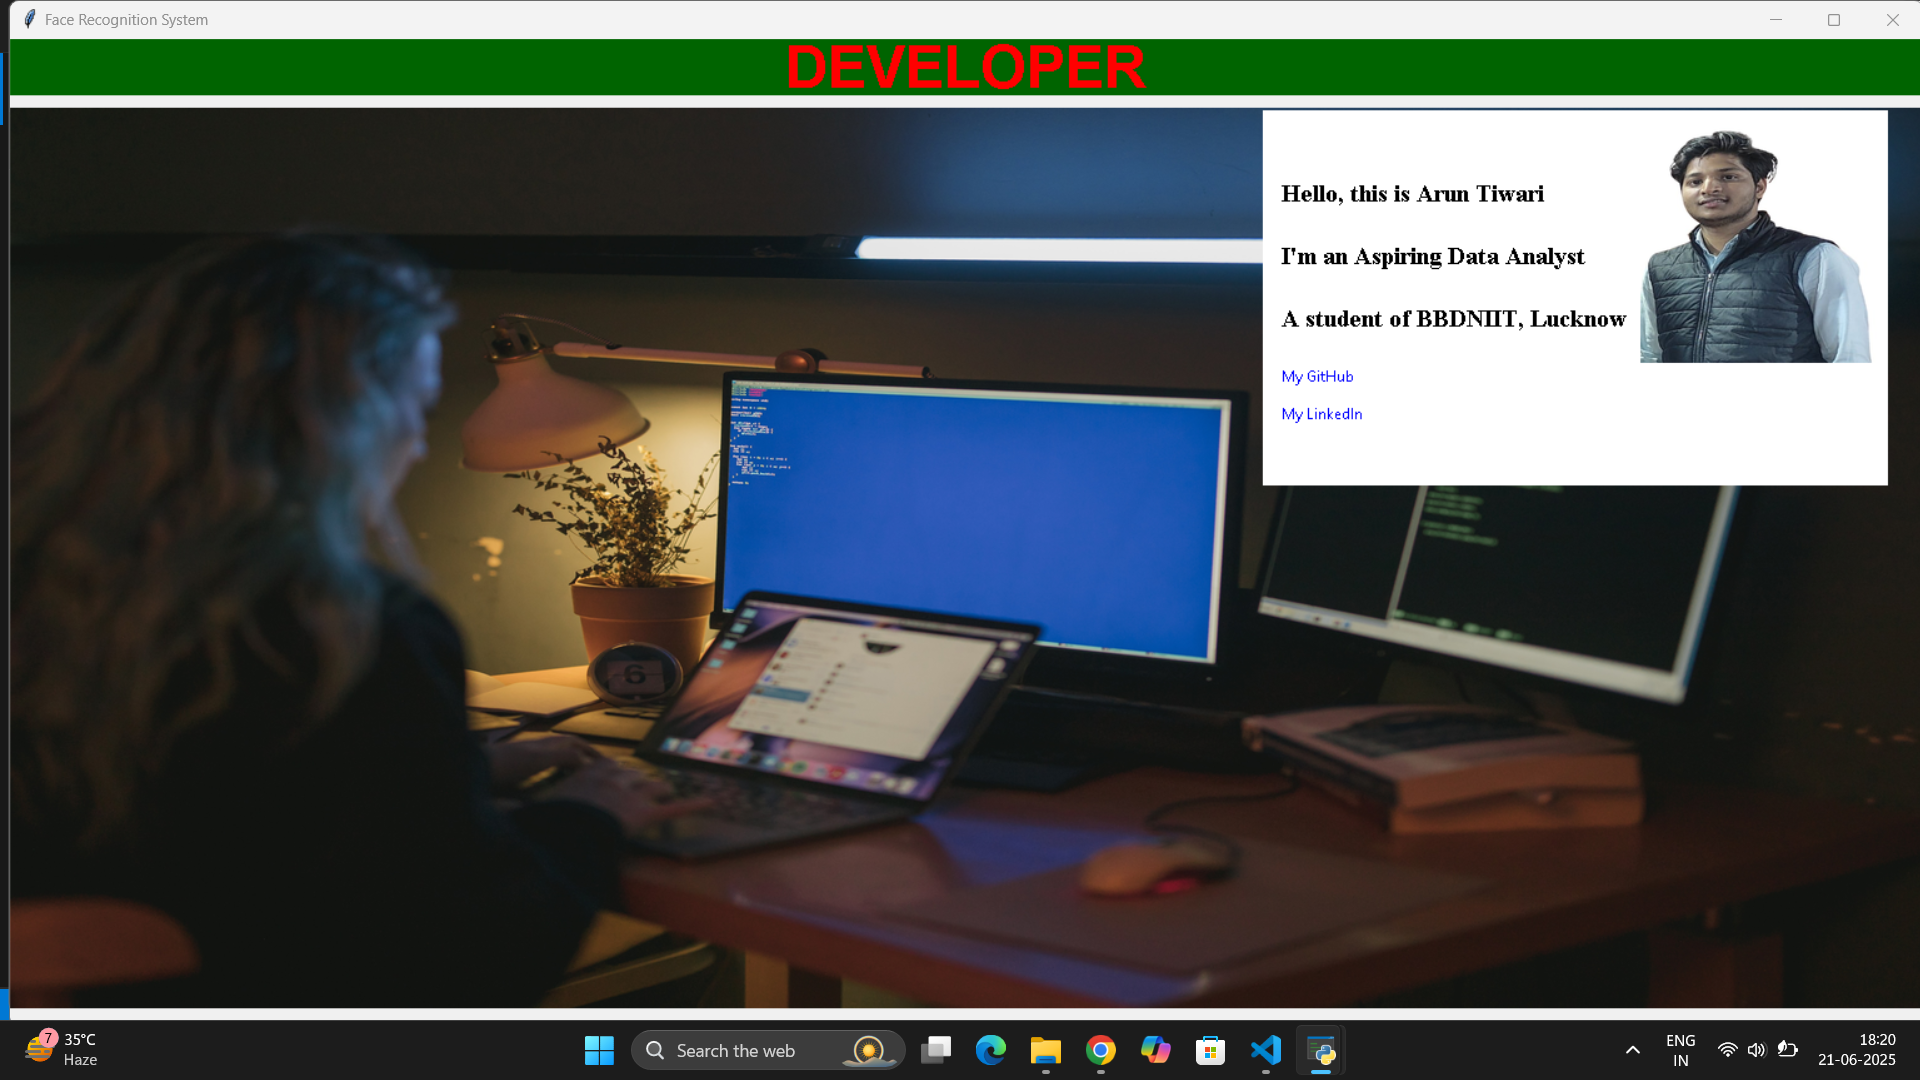 Face Recognition System
DEVELOPER
Hello, this is Arun Tiwari
I'm an Aspiring Data Analyst
A student of BBDNIIT, Lucknow
My GitHub
My LinkedIn
6
7
35°C
Haze
Search the web
ENG
IN
18:20
21-06-2025